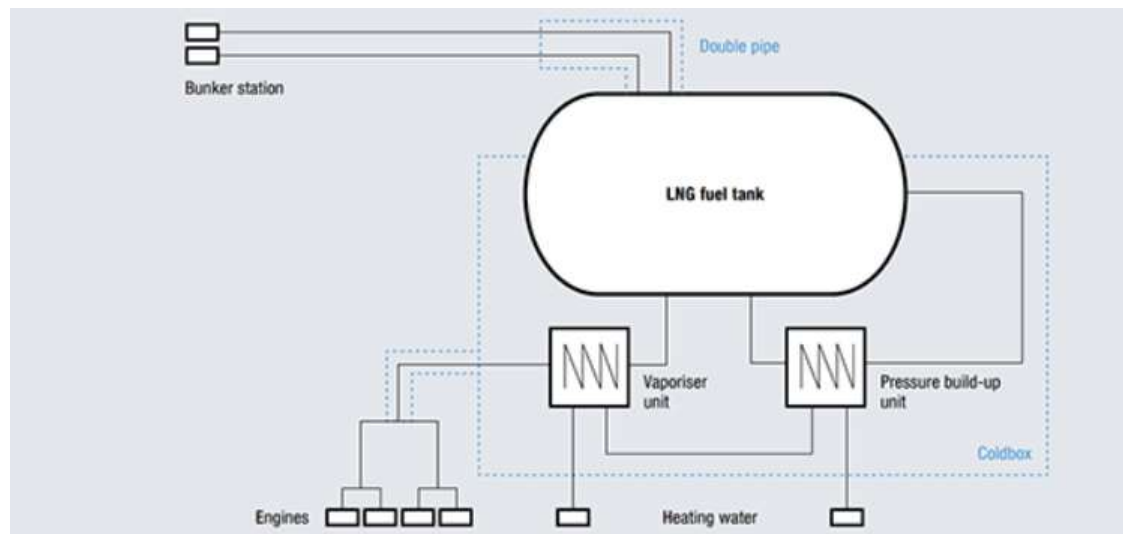 Double pipe
Bunker station
LNG fuel tank
Vaporiser
unit
Pressure build-up
unit
Coldbox
Engines
Heating water